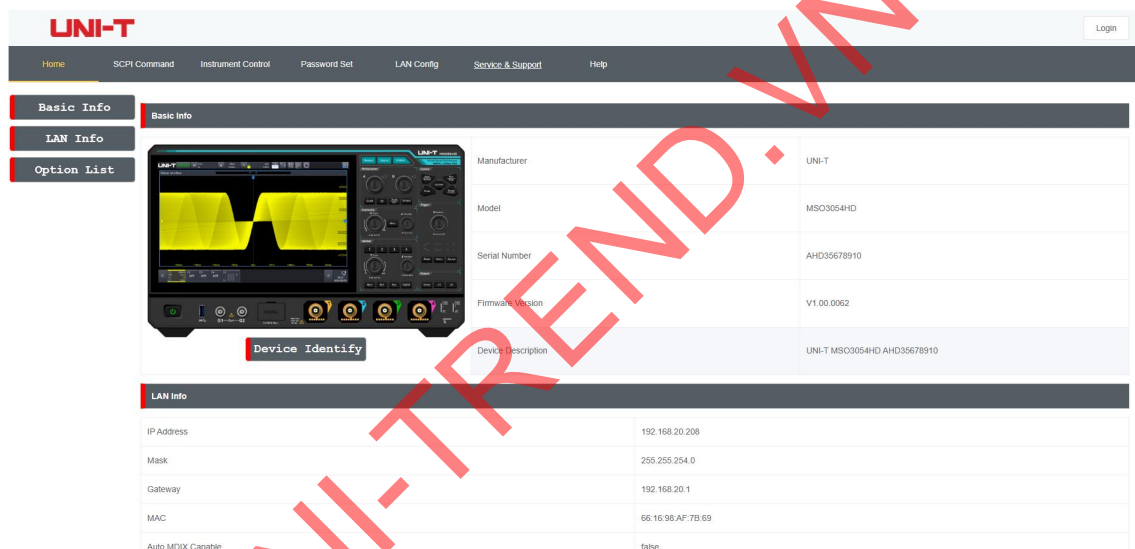 UNI-T
Login
Home SCPI Command Instrument Control Password Set LAN Config Service & Support Help
Basic Info
LAN Info
Option List
Basic Info
Manufacturer UNI-T
Model MSO3054HD
Serial Number AHD35678910
Firmware Version V1.00.0062
Device Description UNI-T MSO3054HD AHD35678910
UNI-T
UNI-T
Device Identify
LAN Info
IP Address 192.168.20.208
Mask 255.255.254.0
Gateway 192.168.20.1
MAC 66:16:98:AF:7B:69
Auto MDIX Capable false
UNI-TREND.VN